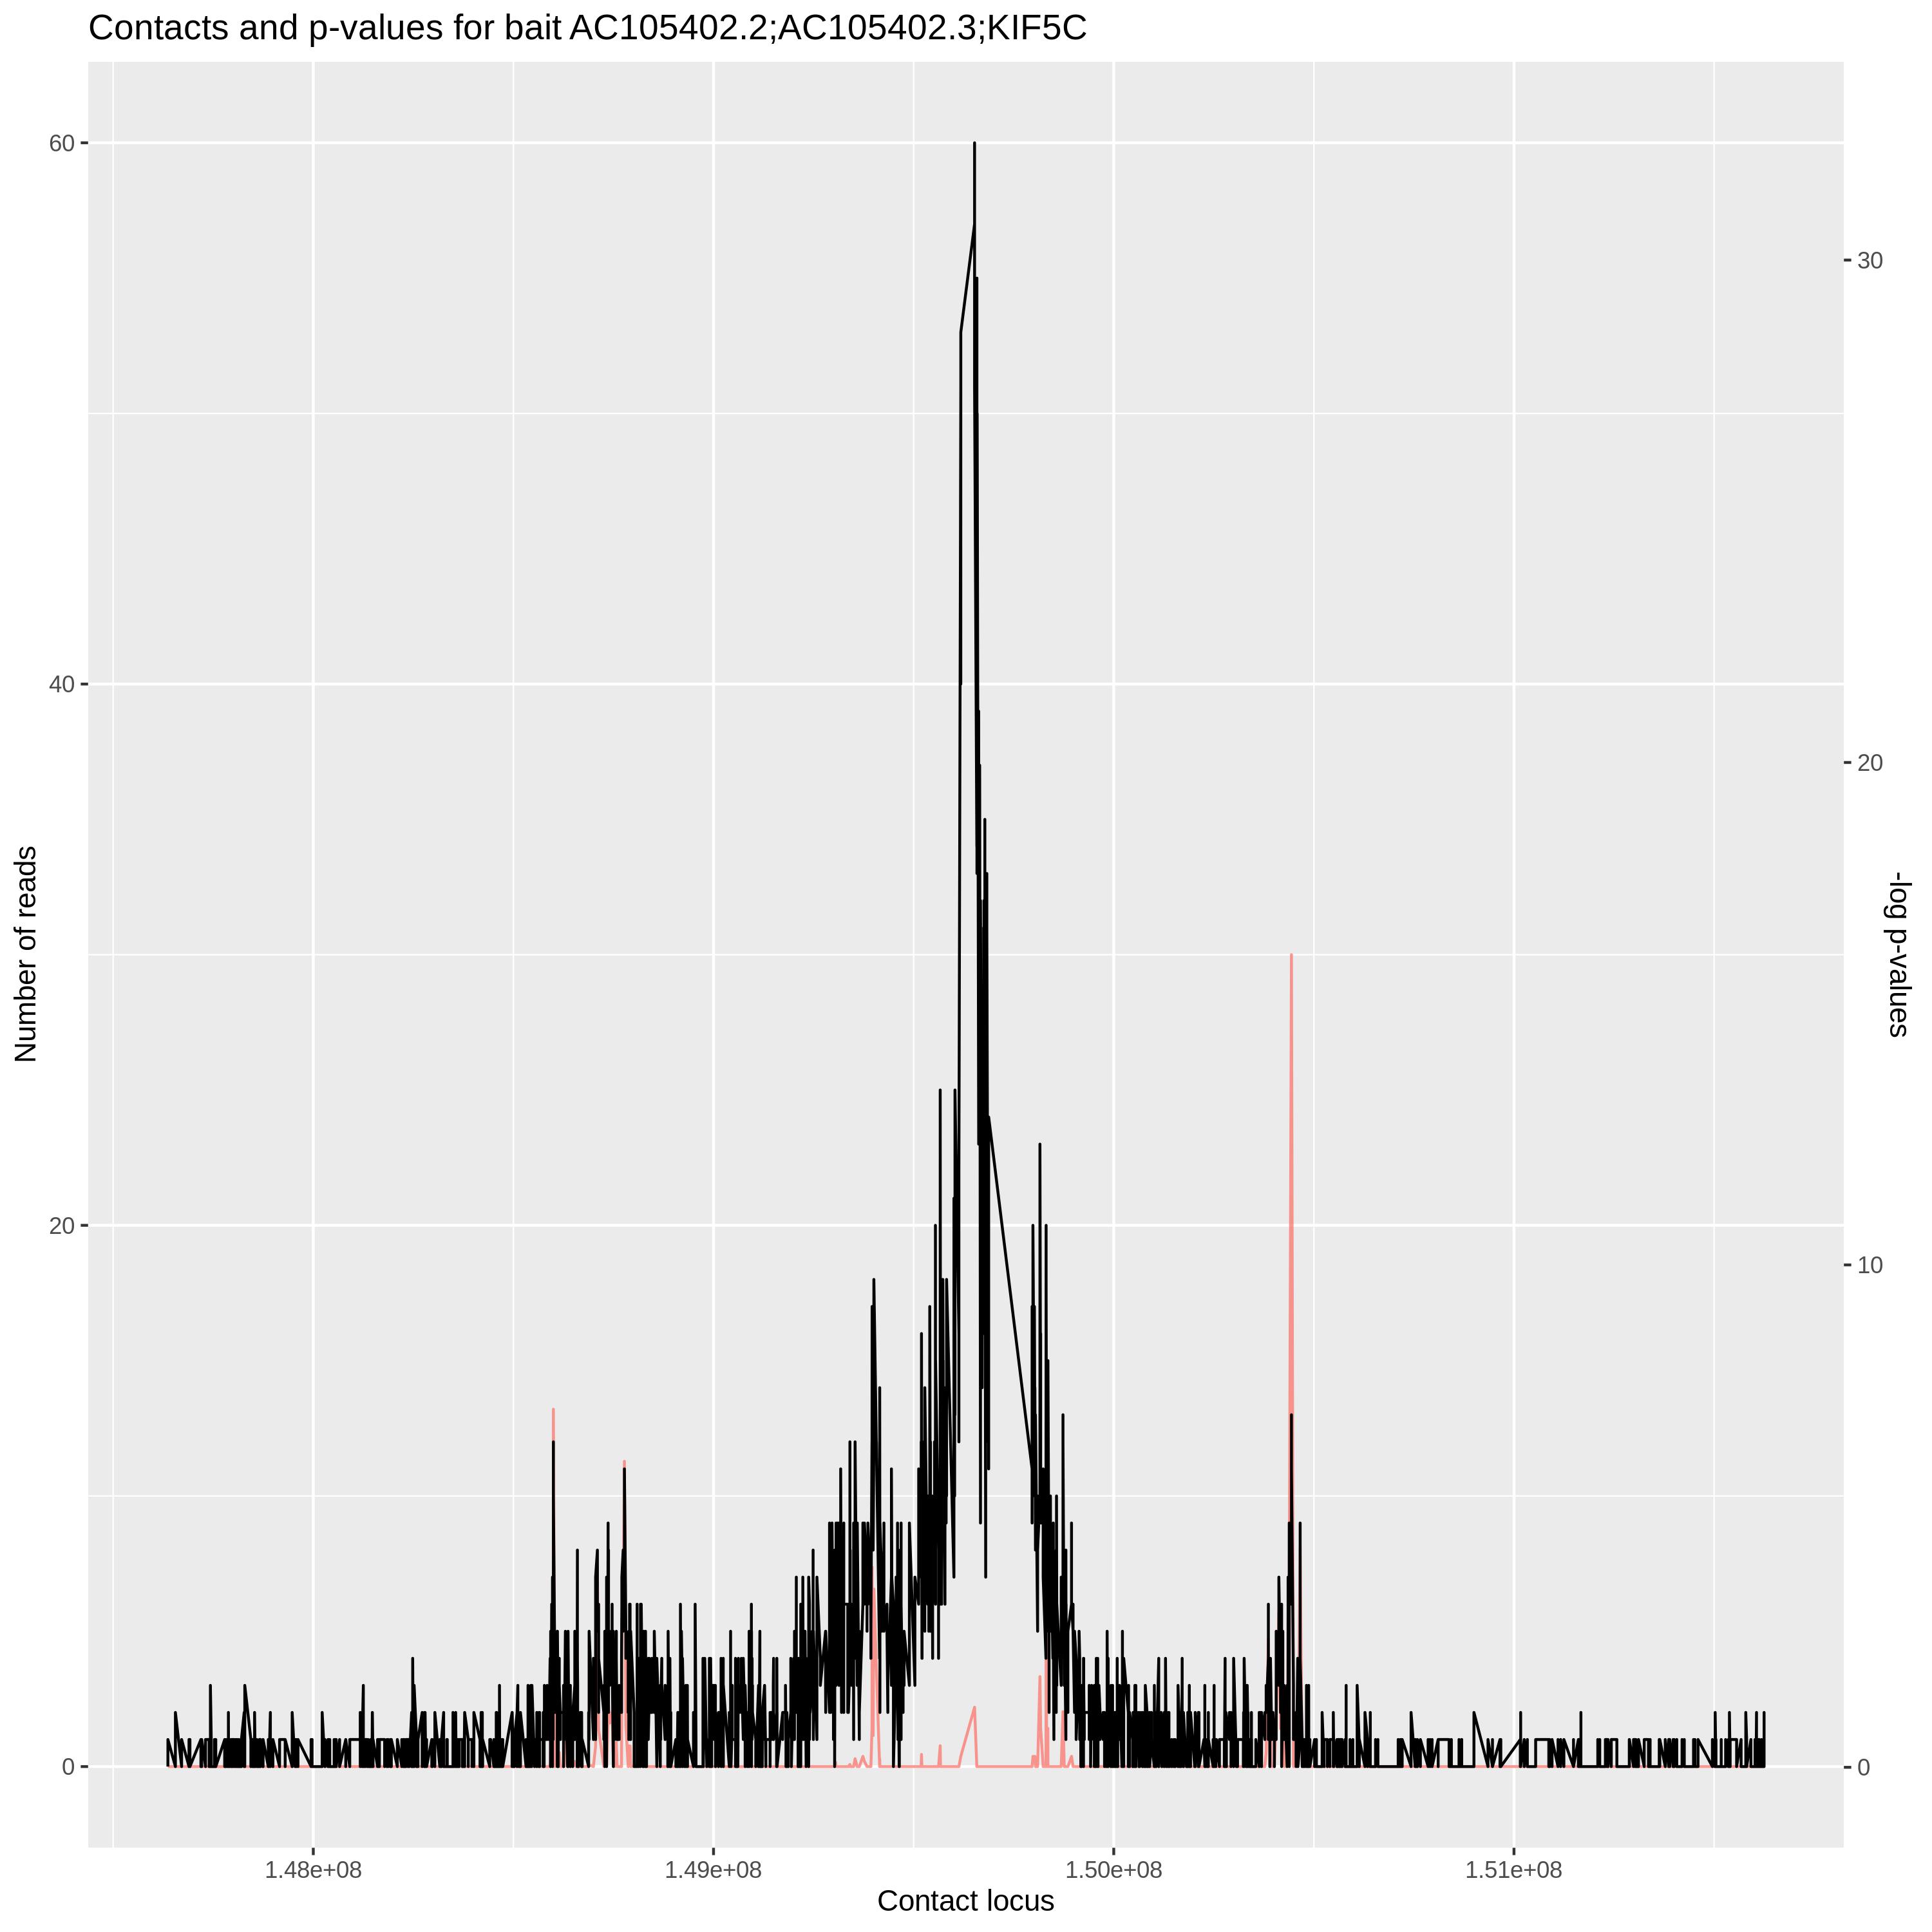 Contacts and p-values for bait AC105402.2;AC105402.3;KIF5C
60
40
20
0
Number of reads
30
20
10
0
-log p-values
1.48e+08 1.49e+08 1.50e+08 1.51e+08
Contact locus